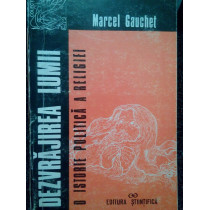 Marcel Gauchet
DEZVRĂJIREA LUMII
O ISTORIE POLITICĂ A RELIGIEI
EDITURA ŞTIINŢIFICĂ